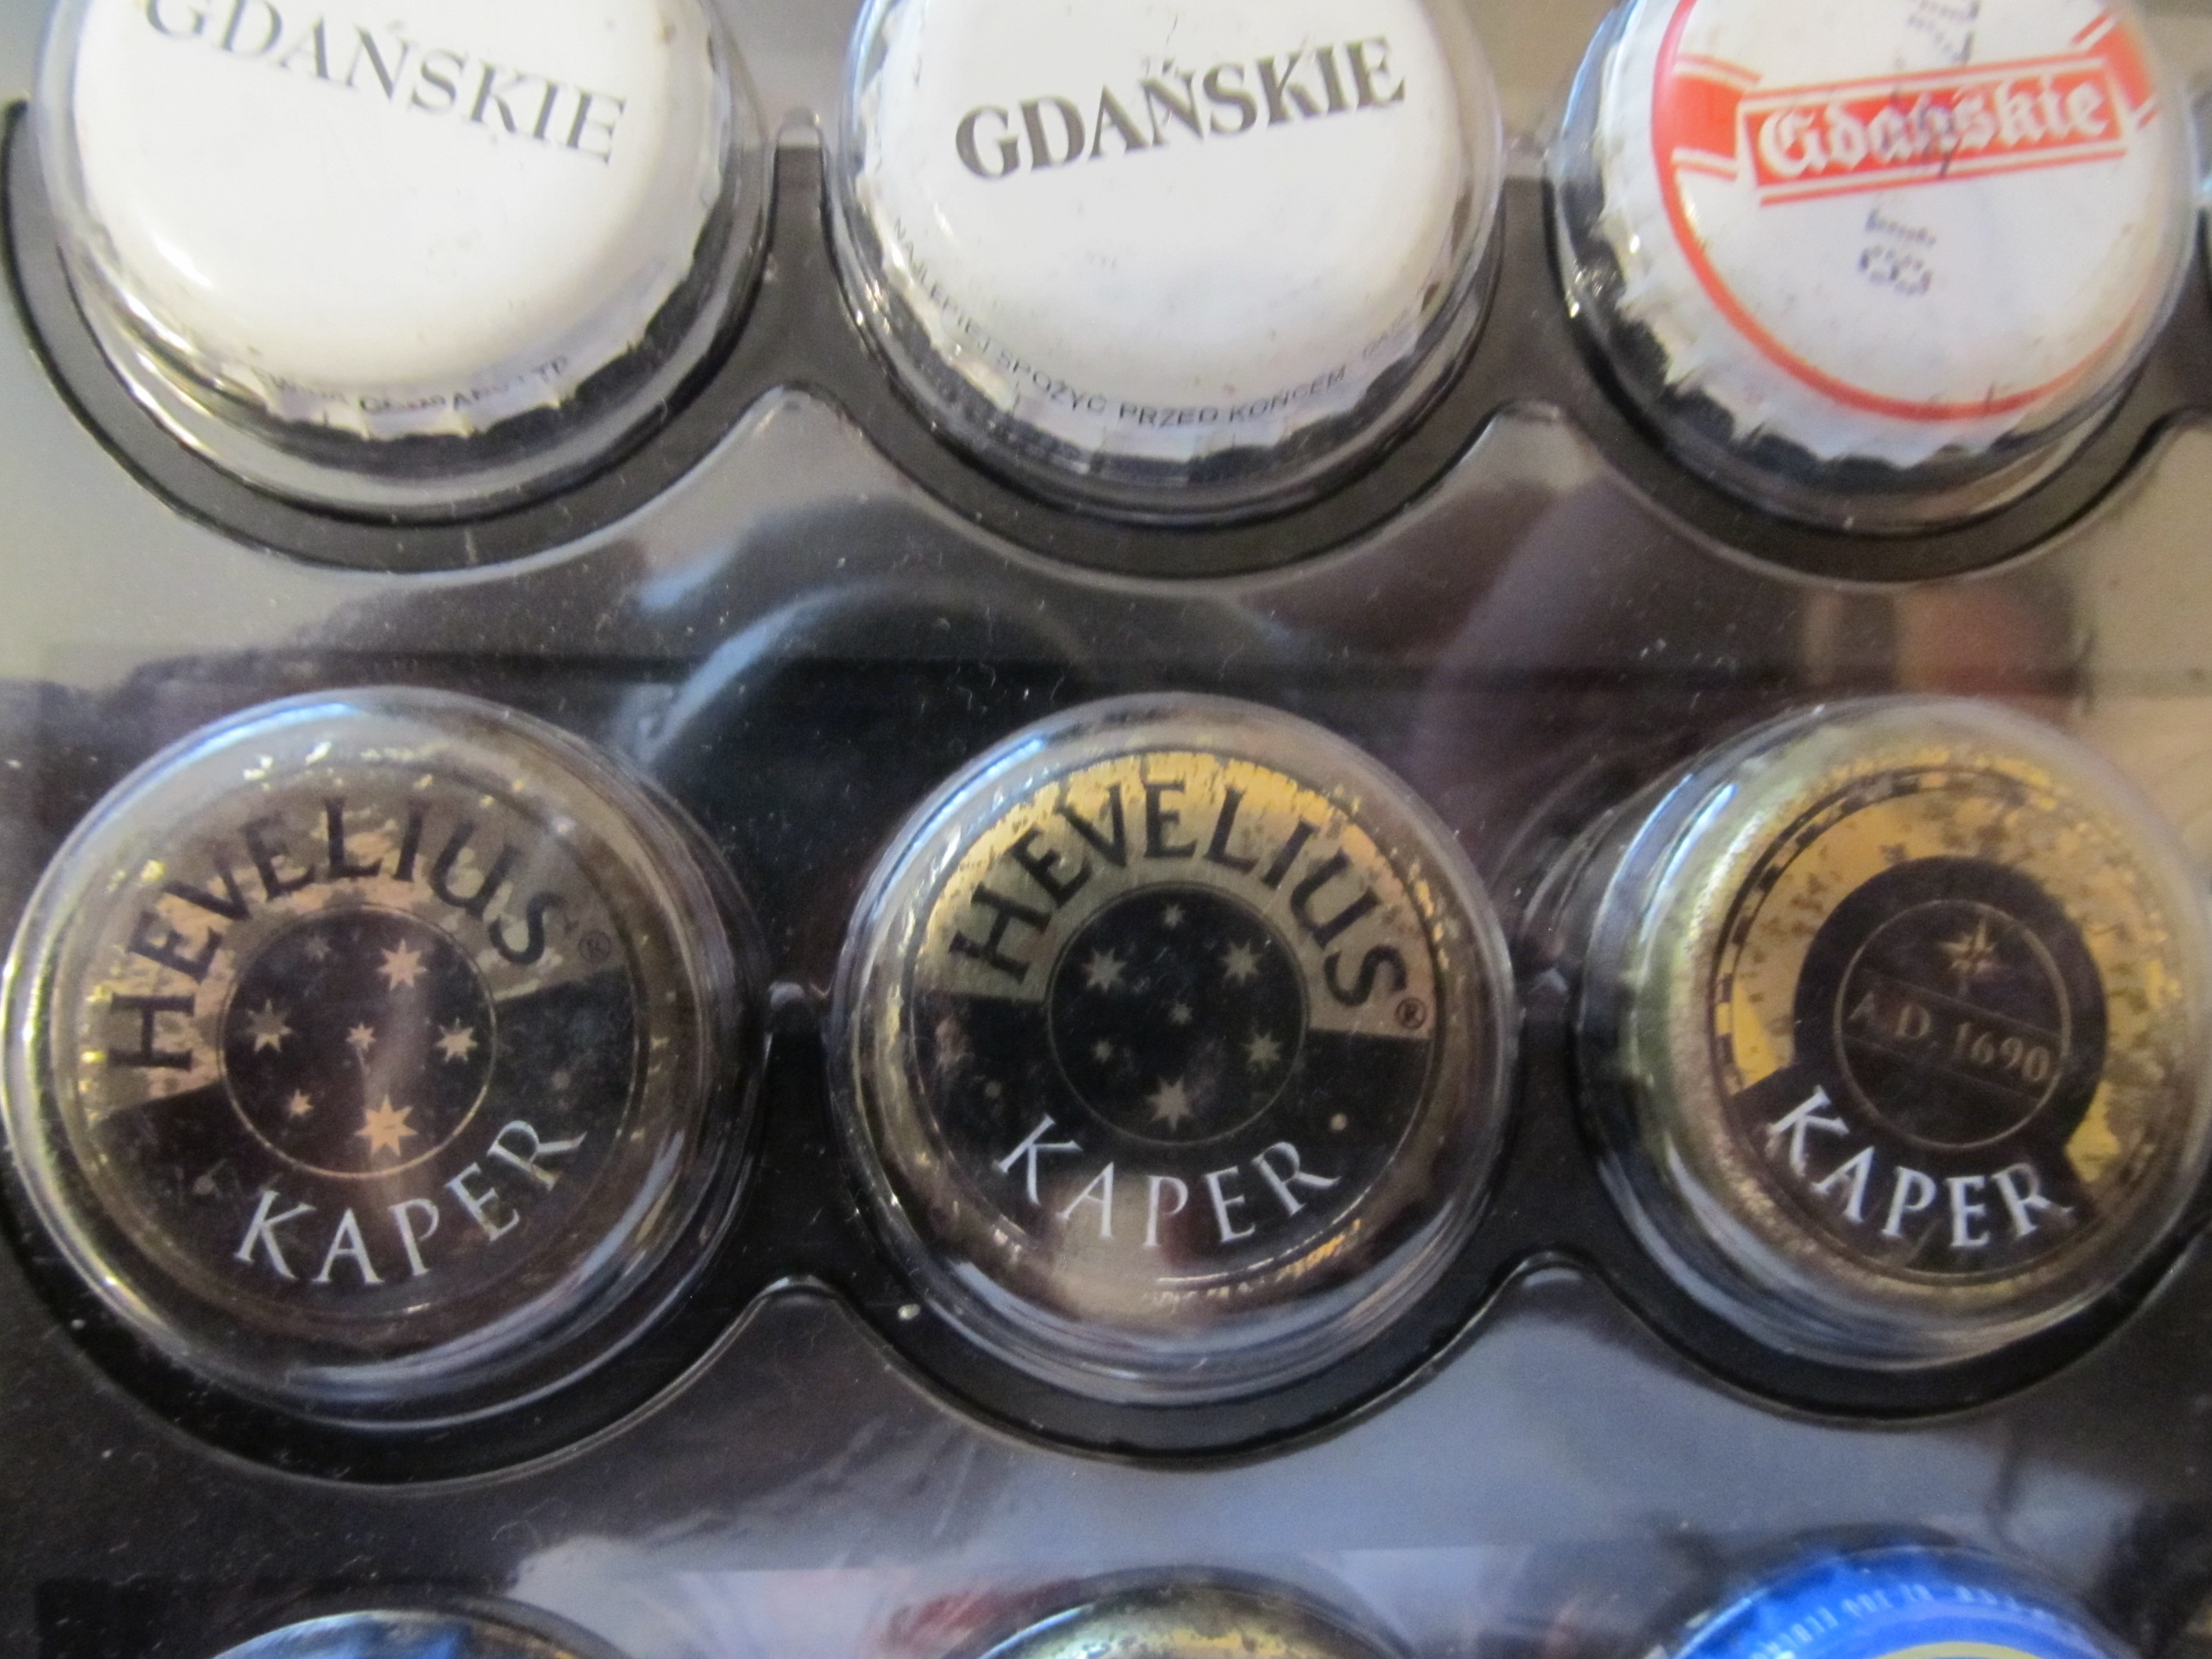 GDAŃSKIE
GDAŃSKIE
NAJLEPIEJ SPOŻYĆ PRZED KOŃCEM
Gdańskie
HEVELIUS®
KAPER
HEVELIUS®
KAPER
A.D. 1690
KAPER